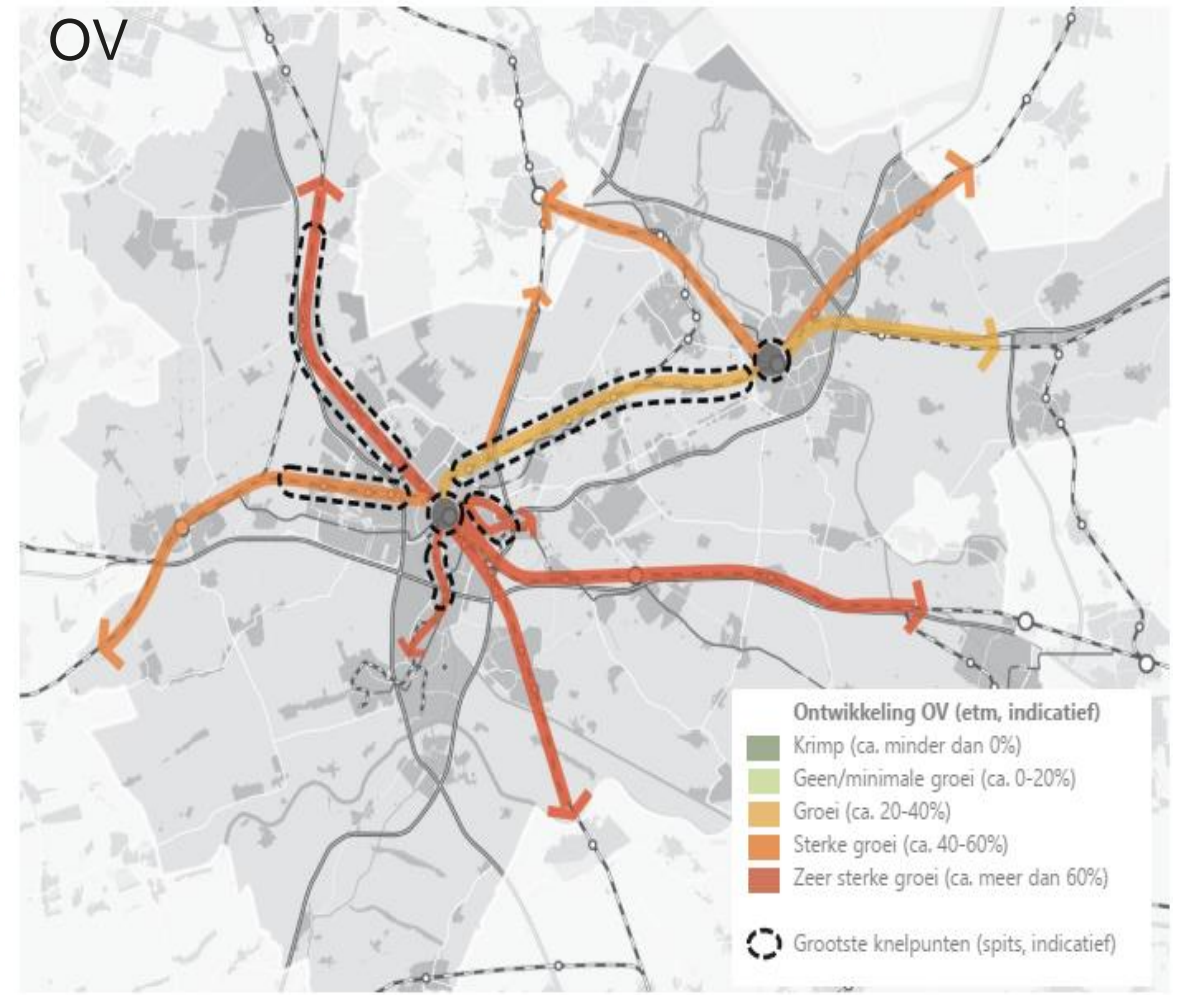 OV
Ontwikkeling OV (etm, indicatief)
Krimp (ca. minder dan 0%)
Geen/minimale groei (ca. 0-20%)
Groei (ca. 20-40%)
Sterke groei (ca. 40-60%)
Zeer sterke groei (ca. meer dan 60%)
Grootste knelpunten (spits, indicatief)